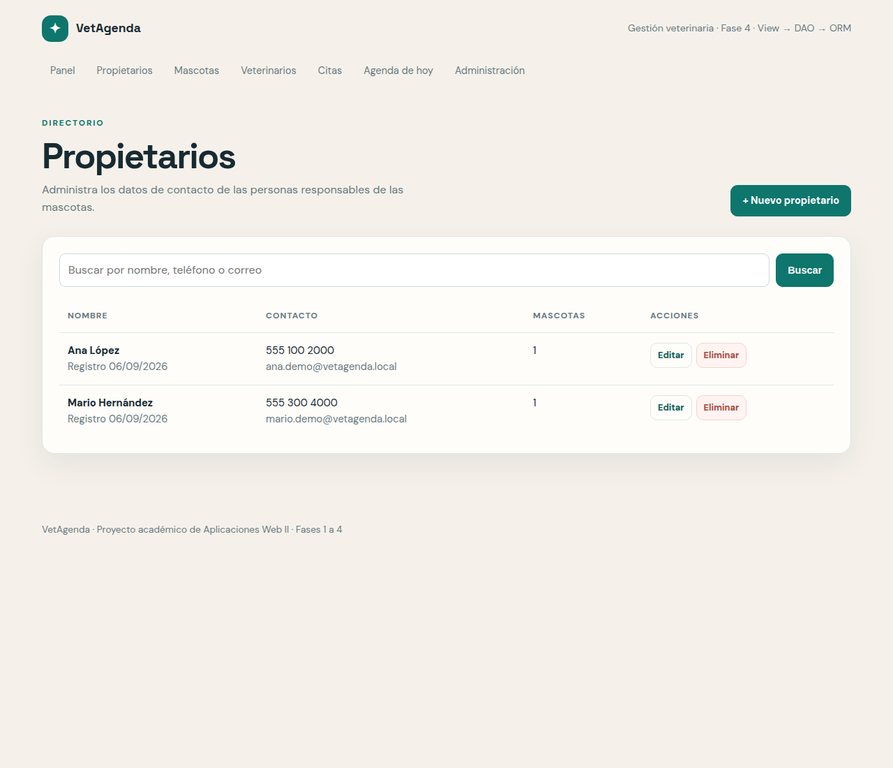 VetAgenda
Gestión veterinaria · Fase 4 · View → DAO → ORM
Panel Propietarios Mascotas Veterinarios Citas Agenda de hoy Administración
DIRECTORIO
Propietarios
Administra los datos de contacto de las personas responsables de las
mascotas.
+ Nuevo propietario
Buscar por nombre, teléfono o correo
Buscar
NOMBRE CONTACTO MASCOTAS ACCIONES
Ana López 555 100 2000 1 Editar Eliminar
Registro 06/09/2026 ana.demo@vetagenda.local
Mario Hernández 555 300 4000 1 Editar Eliminar
Registro 06/09/2026 mario.demo@vetagenda.local
VetAgenda · Proyecto académico de Aplicaciones Web II · Fases 1 a 4